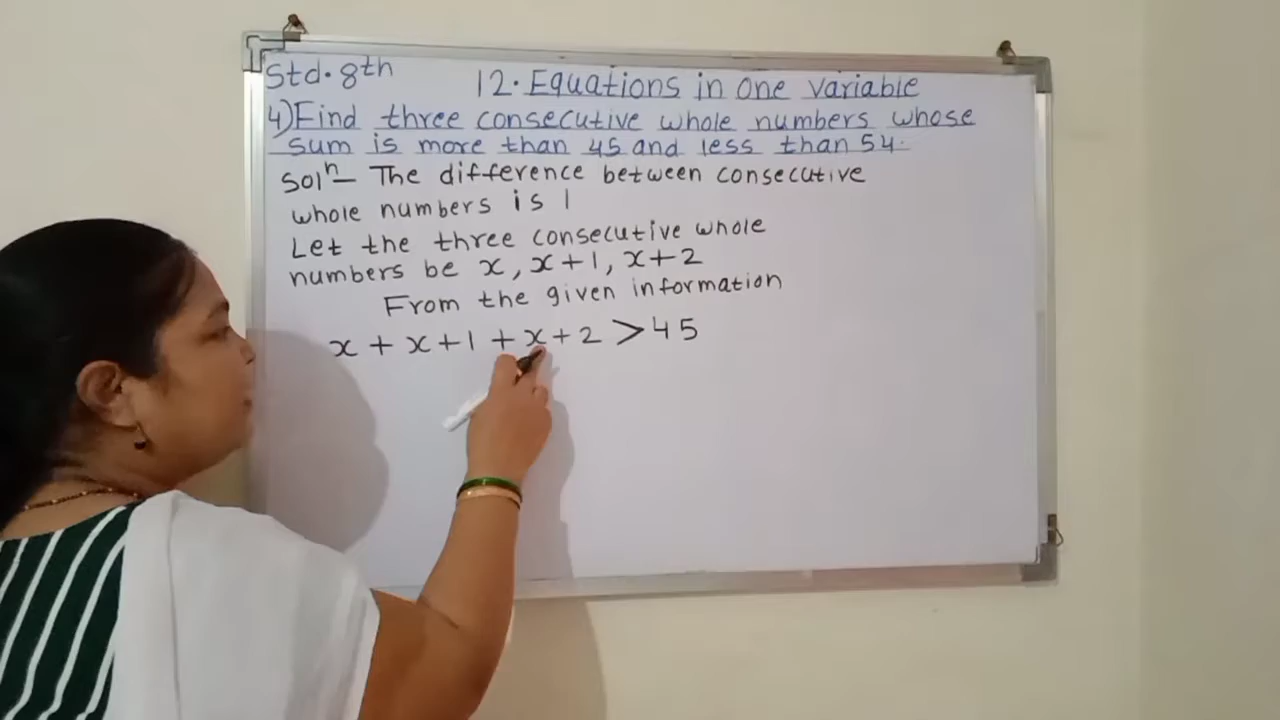 Std. 8th
12. Equations in one variable
4) Find three consecutive whole numbers whose
sum is more than 45 and less than 54.
Solⁿ- The difference between consecutive
whole numbers is 1
Let the three consecutive whole
numbers be x, x+1, x+2
From the given information
x + x + 1 + x + 2 > 45